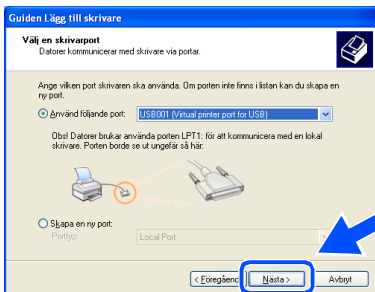 Guiden Lägg till skrivare
Välj en skrivarport
Datorer kommunicerar med skrivare via portar.
Ange vilken port skrivaren ska använda. Om porten inte finns i listan kan du skapa en
ny port.
Använd följande port: USB001 (Virtual printer port for USB)
Obs! Datorer brukar använda porten LPT1: för att kommunicera med en lokal
skrivare. Porten borde se ut ungefär så här:
Skapa en ny port:
Porttyp: Local Port
< Föregåend Nästa > Avbryt